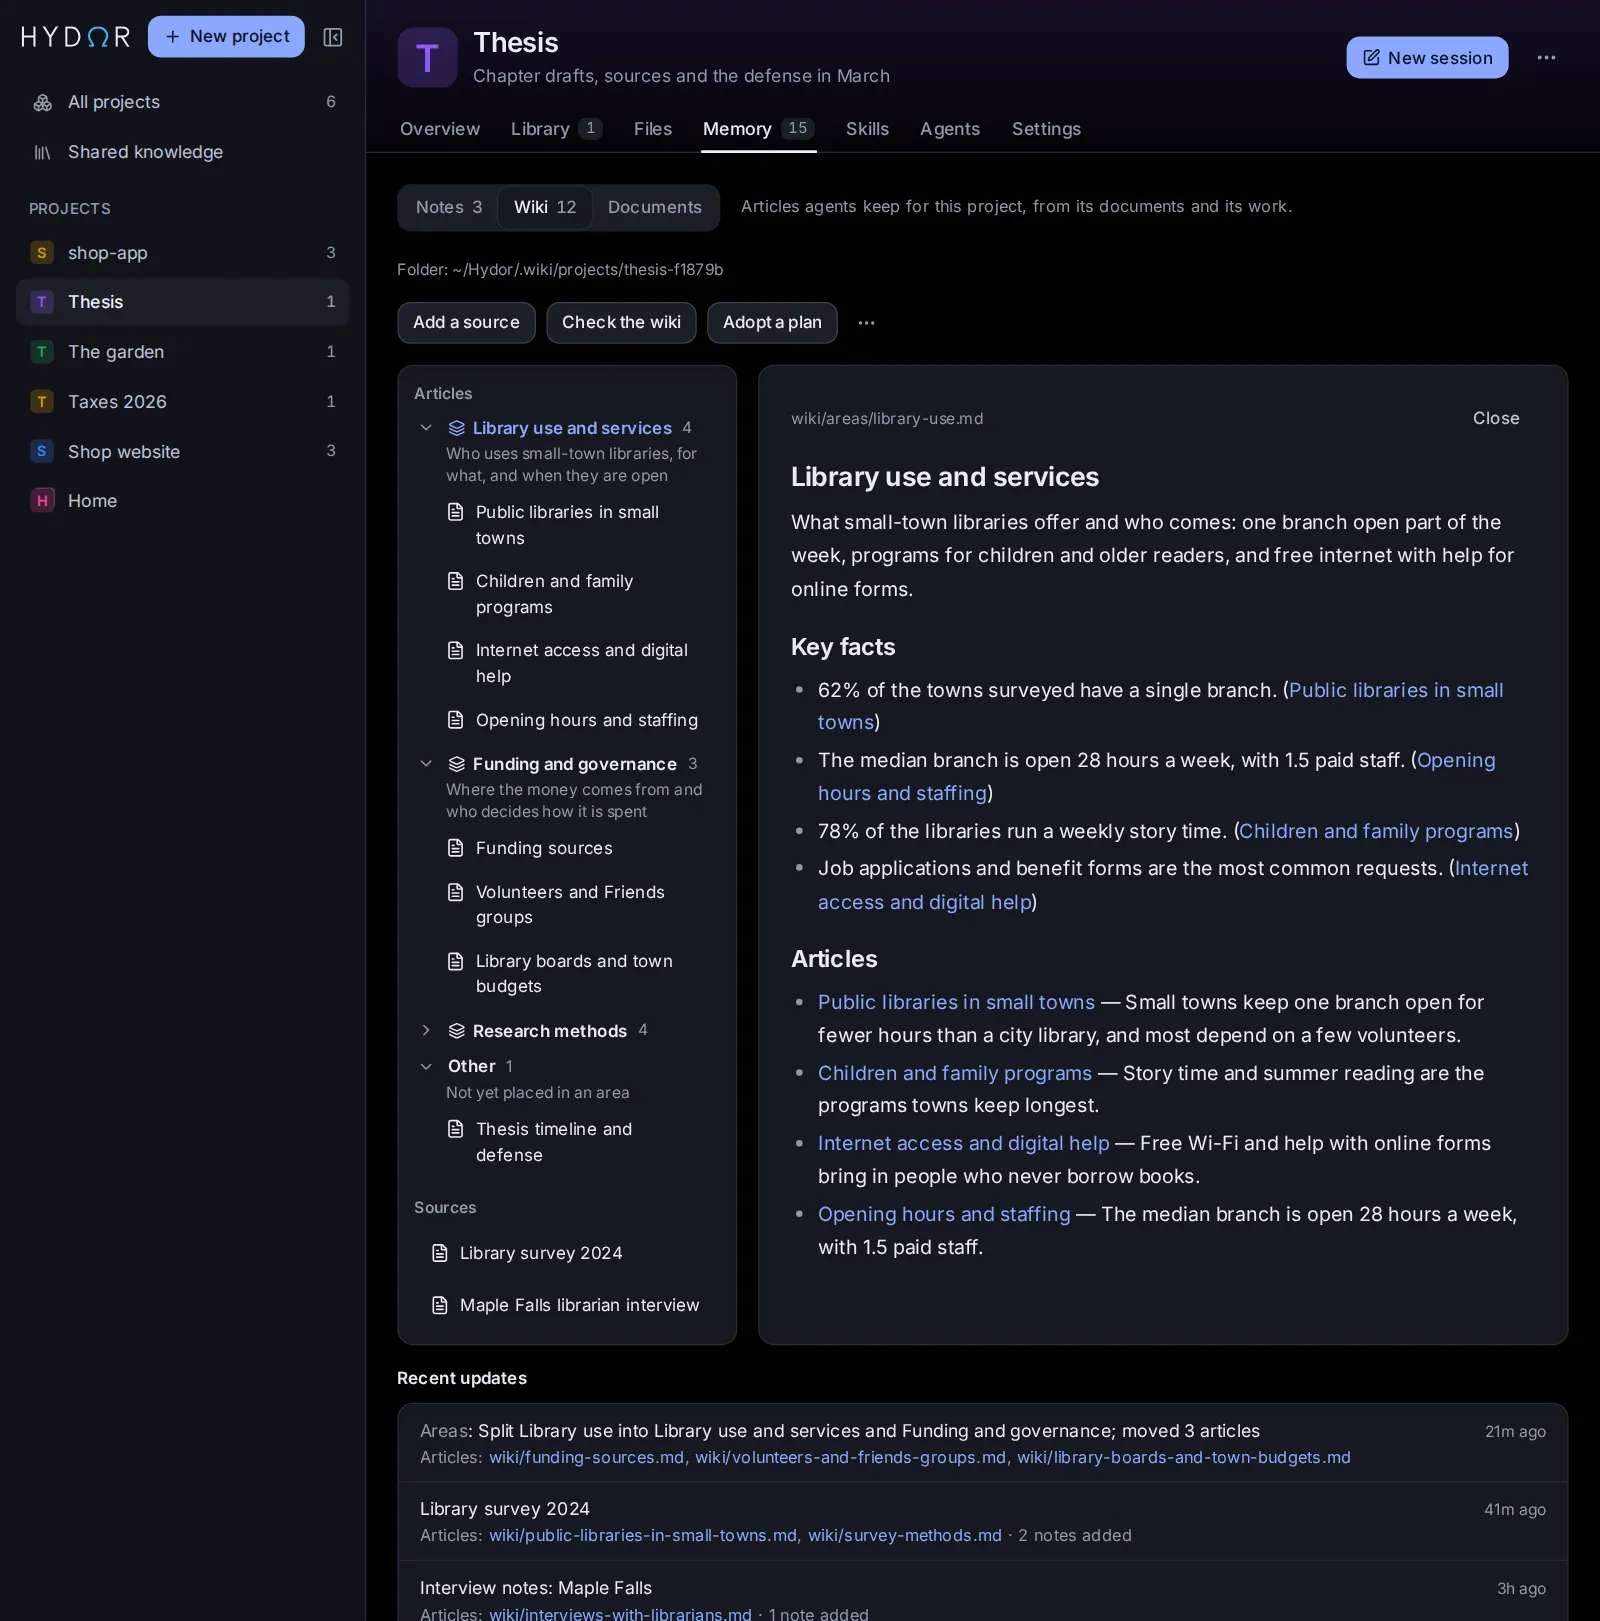 HYDΩR
New project
All projects 6
Shared knowledge
PROJECTS
S shop-app 3
T Thesis 1
T The garden 1
T Taxes 2026 1
S Shop website 3
H Home
T
Thesis
Chapter drafts, sources and the defense in March
New session
Overview Library 1 Files Memory 15 Skills Agents Settings
Notes 3 Wiki 12 Documents
Articles agents keep for this project, from its documents and its work.
Folder: ~/Hydor/.wiki/projects/thesis-f1879b
Add a source Check the wiki Adopt a plan
Articles
Library use and services 4
Who uses small-town libraries, for
what, and when they are open
Public libraries in small
towns
Children and family
programs
Internet access and digital
help
Opening hours and staffing
Funding and governance 3
Where the money comes from and
who decides how it is spent
Funding sources
Volunteers and Friends
groups
Library boards and town
budgets
Research methods 4
Other 1
Not yet placed in an area
Thesis timeline and
defense
Sources
Library survey 2024
Maple Falls librarian interview
wiki/areas/library-use.md
Close
Library use and services
What small-town libraries offer and who comes: one branch open part of the
week, programs for children and older readers, and free internet with help for
online forms.
Key facts
• 62% of the towns surveyed have a single branch. (Public libraries in small
towns)
• The median branch is open 28 hours a week, with 1.5 paid staff. (Opening
hours and staffing)
• 78% of the libraries run a weekly story time. (Children and family programs)
• Job applications and benefit forms are the most common requests. (Internet
access and digital help)
Articles
• Public libraries in small towns — Small towns keep one branch open for
fewer hours than a city library, and most depend on a few volunteers.
• Children and family programs — Story time and summer reading are the
programs towns keep longest.
• Internet access and digital help — Free Wi-Fi and help with online forms
bring in people who never borrow books.
• Opening hours and staffing — The median branch is open 28 hours a week,
with 1.5 paid staff.
Recent updates
Areas: Split Library use into Library use and services and Funding and governance; moved 3 articles 21m ago
Articles: wiki/funding-sources.md, wiki/volunteers-and-friends-groups.md, wiki/library-boards-and-town-budgets.md
Library survey 2024 41m ago
Articles: wiki/public-libraries-in-small-towns.md, wiki/survey-methods.md · 2 notes added
Interview notes: Maple Falls 3h ago
Articles: wiki/interviews-with-librarians.md · 1 note added